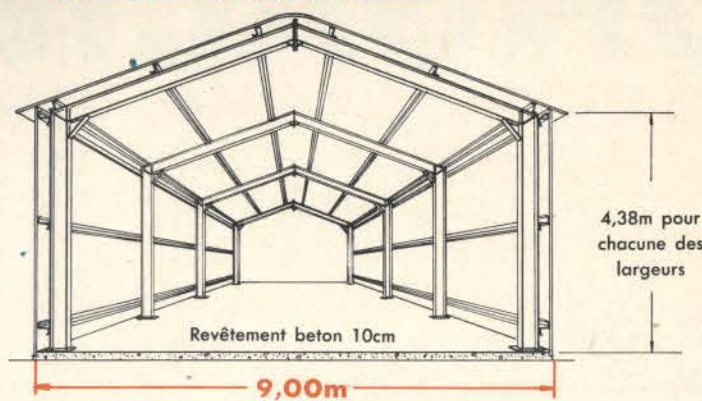 4,38m pour
chacune des
largeurs
Revêtement beton 10cm
9,00m